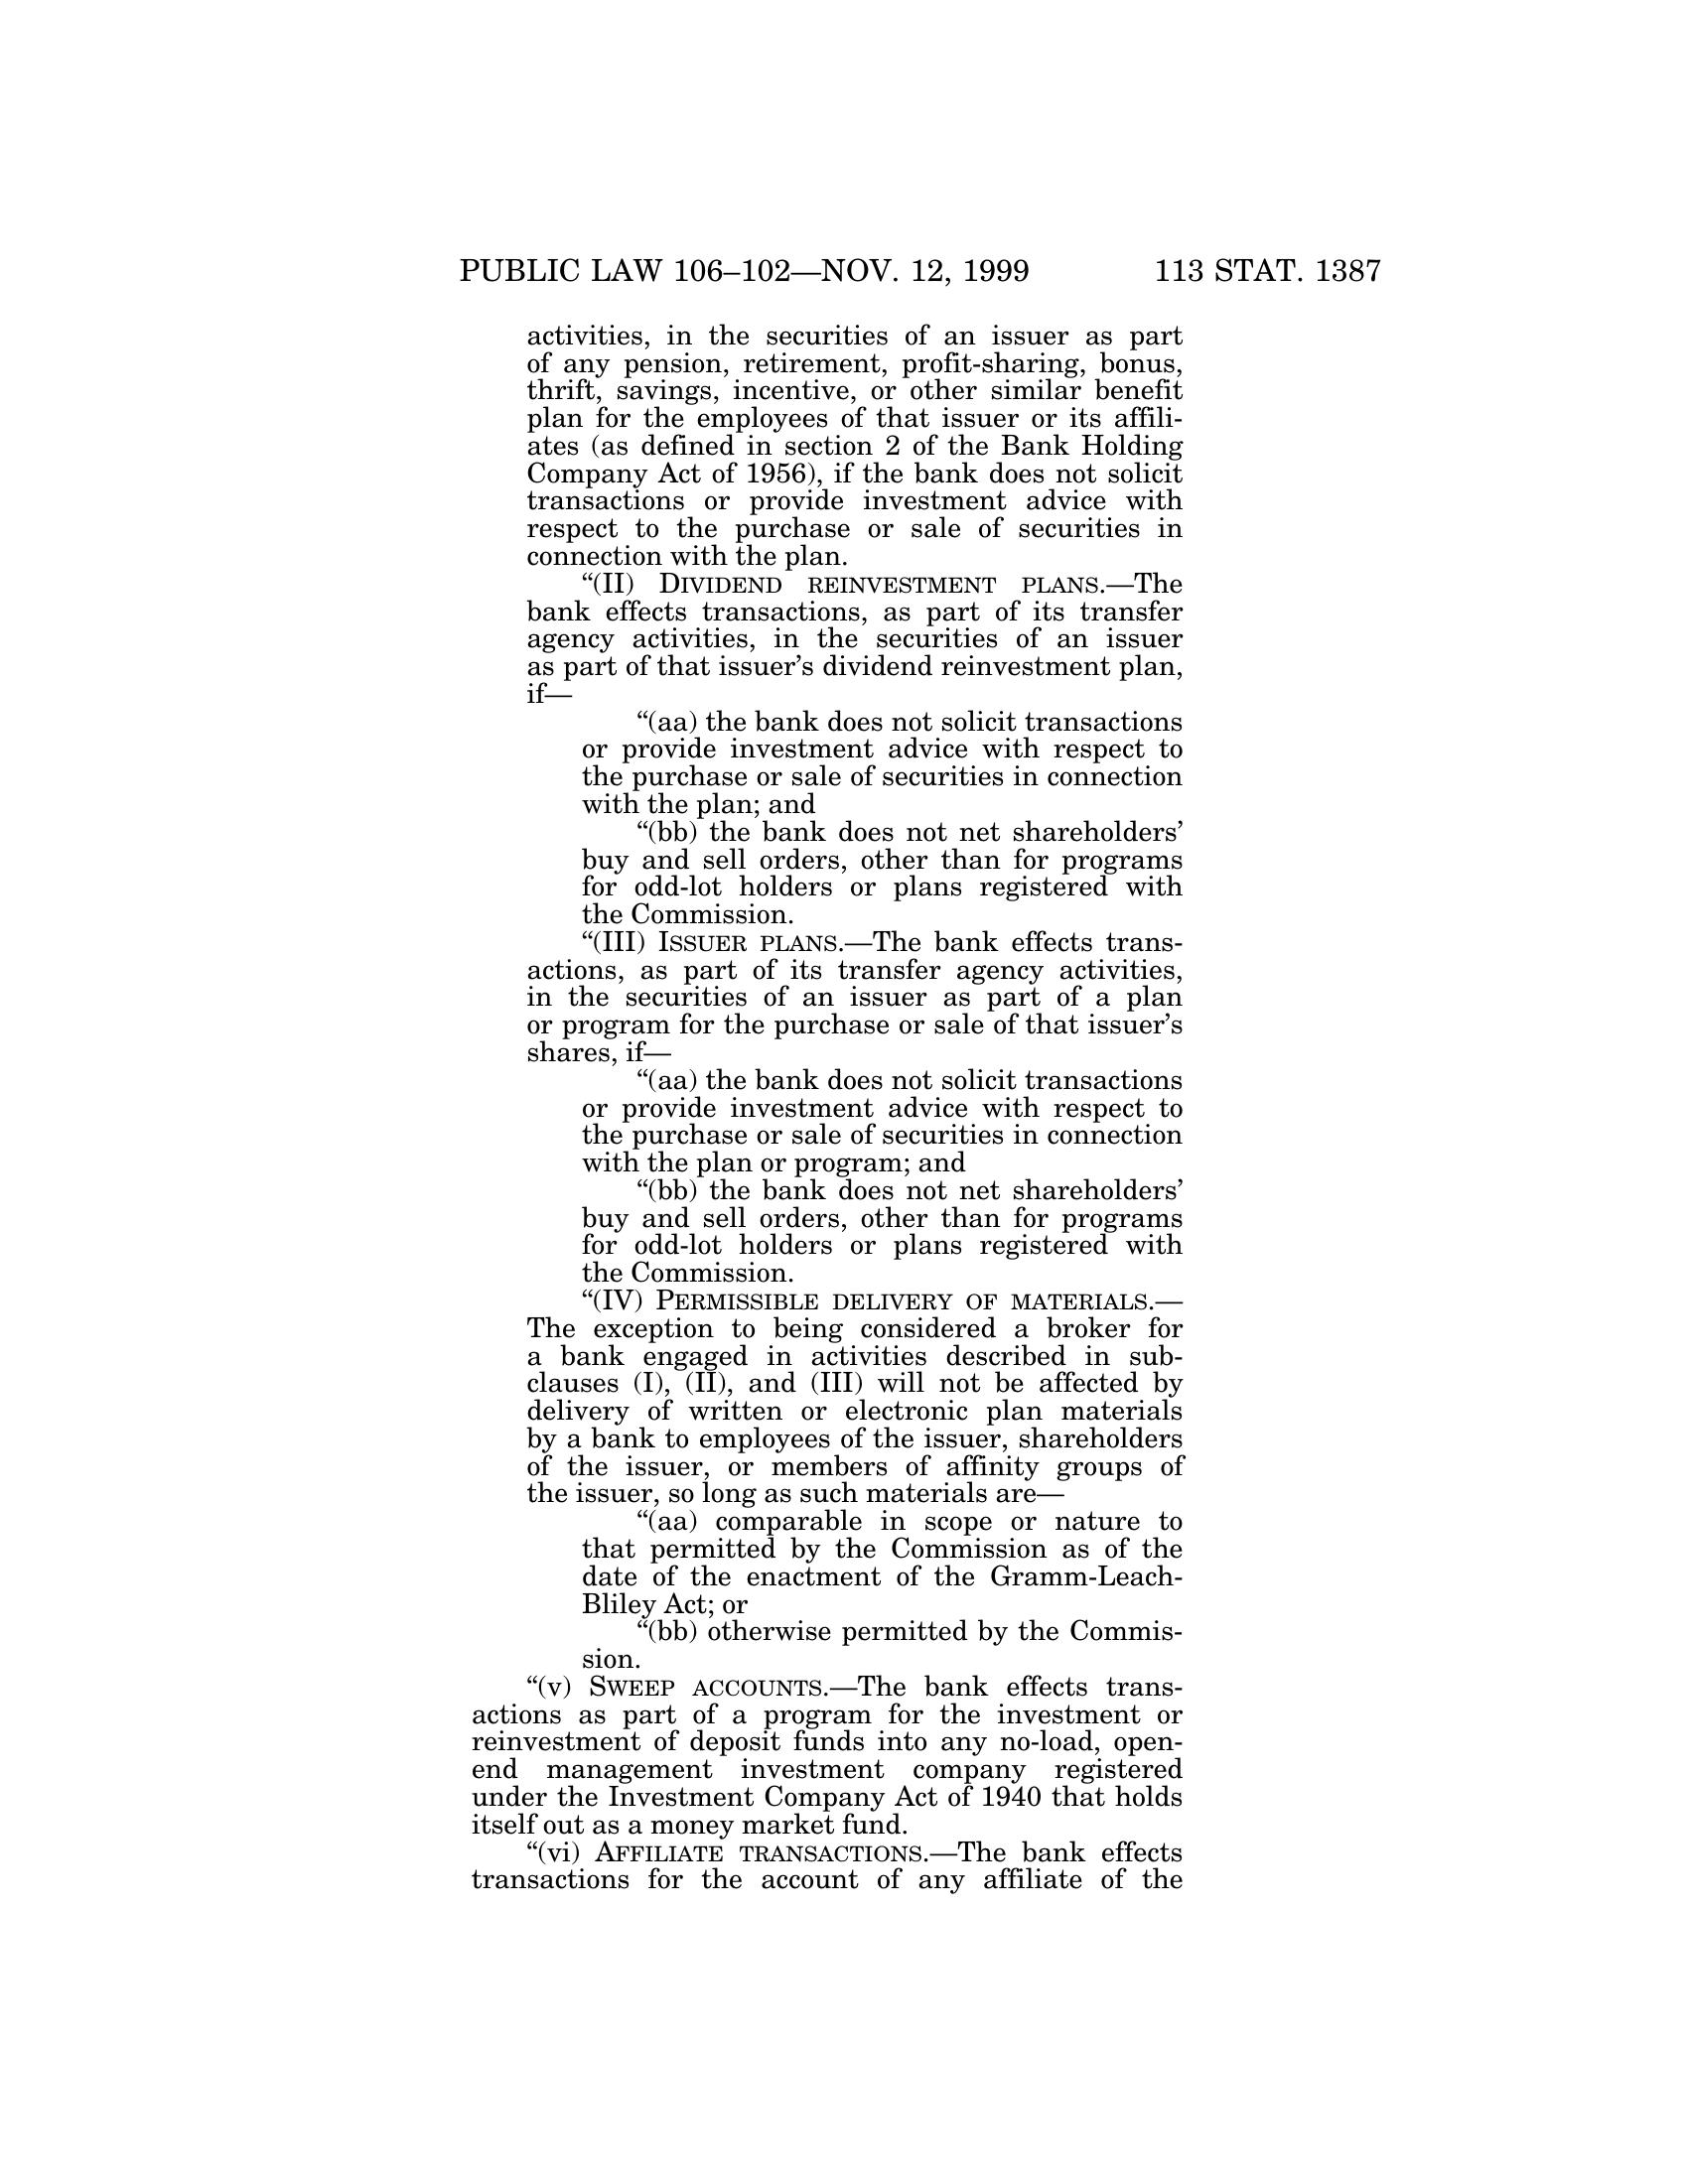 PUBLIC LAW 106–102—NOV. 12, 1999 113 STAT. 1387
activities, in the securities of an issuer as part
of any pension, retirement, profit-sharing, bonus,
thrift, savings, incentive, or other similar benefit
plan for the employees of that issuer or its affili-
ates (as defined in section 2 of the Bank Holding
Company Act of 1956), if the bank does not solicit
transactions or provide investment advice with
respect to the purchase or sale of securities in
connection with the plan.
“(II) DIVIDEND REINVESTMENT PLANS.—The
bank effects transactions, as part of its transfer
agency activities, in the securities of an issuer
as part of that issuer’s dividend reinvestment plan,
if—
“(aa) the bank does not solicit transactions
or provide investment advice with respect to
the purchase or sale of securities in connection
with the plan; and
“(bb) the bank does not net shareholders’
buy and sell orders, other than for programs
for odd-lot holders or plans registered with
the Commission.
“(III) ISSUER PLANS.—The bank effects trans-
actions, as part of its transfer agency activities,
in the securities of an issuer as part of a plan
or program for the purchase or sale of that issuer’s
shares, if—
“(aa) the bank does not solicit transactions
or provide investment advice with respect to
the purchase or sale of securities in connection
with the plan or program; and
“(bb) the bank does not net shareholders’
buy and sell orders, other than for programs
for odd-lot holders or plans registered with
the Commission.
“(IV) PERMISSIBLE DELIVERY OF MATERIALS.—
The exception to being considered a broker for
a bank engaged in activities described in sub-
clauses (I), (II), and (III) will not be affected by
delivery of written or electronic plan materials
by a bank to employees of the issuer, shareholders
of the issuer, or members of affinity groups of
the issuer, so long as such materials are—
“(aa) comparable in scope or nature to
that permitted by the Commission as of the
date of the enactment of the Gramm-Leach-
Bliley Act; or
“(bb) otherwise permitted by the Commis-
sion.
“(v) SWEEP ACCOUNTS.—The bank effects trans-
actions as part of a program for the investment or
reinvestment of deposit funds into any no-load, open-
end management investment company registered
under the Investment Company Act of 1940 that holds
itself out as a money market fund.
“(vi) AFFILIATE TRANSACTIONS.—The bank effects
transactions for the account of any affiliate of the